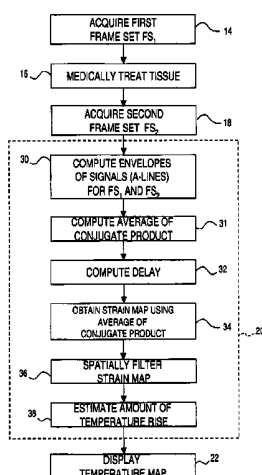 ACQUIRE FIRST
FRAME SET FS₁
14
16
MEDICALLY TREAT TISSUE
ACQUIRE SECOND
FRAME SET FS₂
18
30
COMPUTE ENVELOPES
OF SIGNALS (A-LINES)
FOR FS₁ AND FS₂
COMPUTE AVERAGE OF
CONJUGATE PRODUCT
31
COMPUTE DELAY
32
OBTAIN STRAIN MAP USING
AVERAGE OF
CONJUGATE PRODUCT
34
20
36
SPATIALLY FILTER
STRAIN MAP
38
ESTIMATE AMOUNT OF
TEMPERATURE RISE
22
DISPLAY
TEMPERATURE MAP